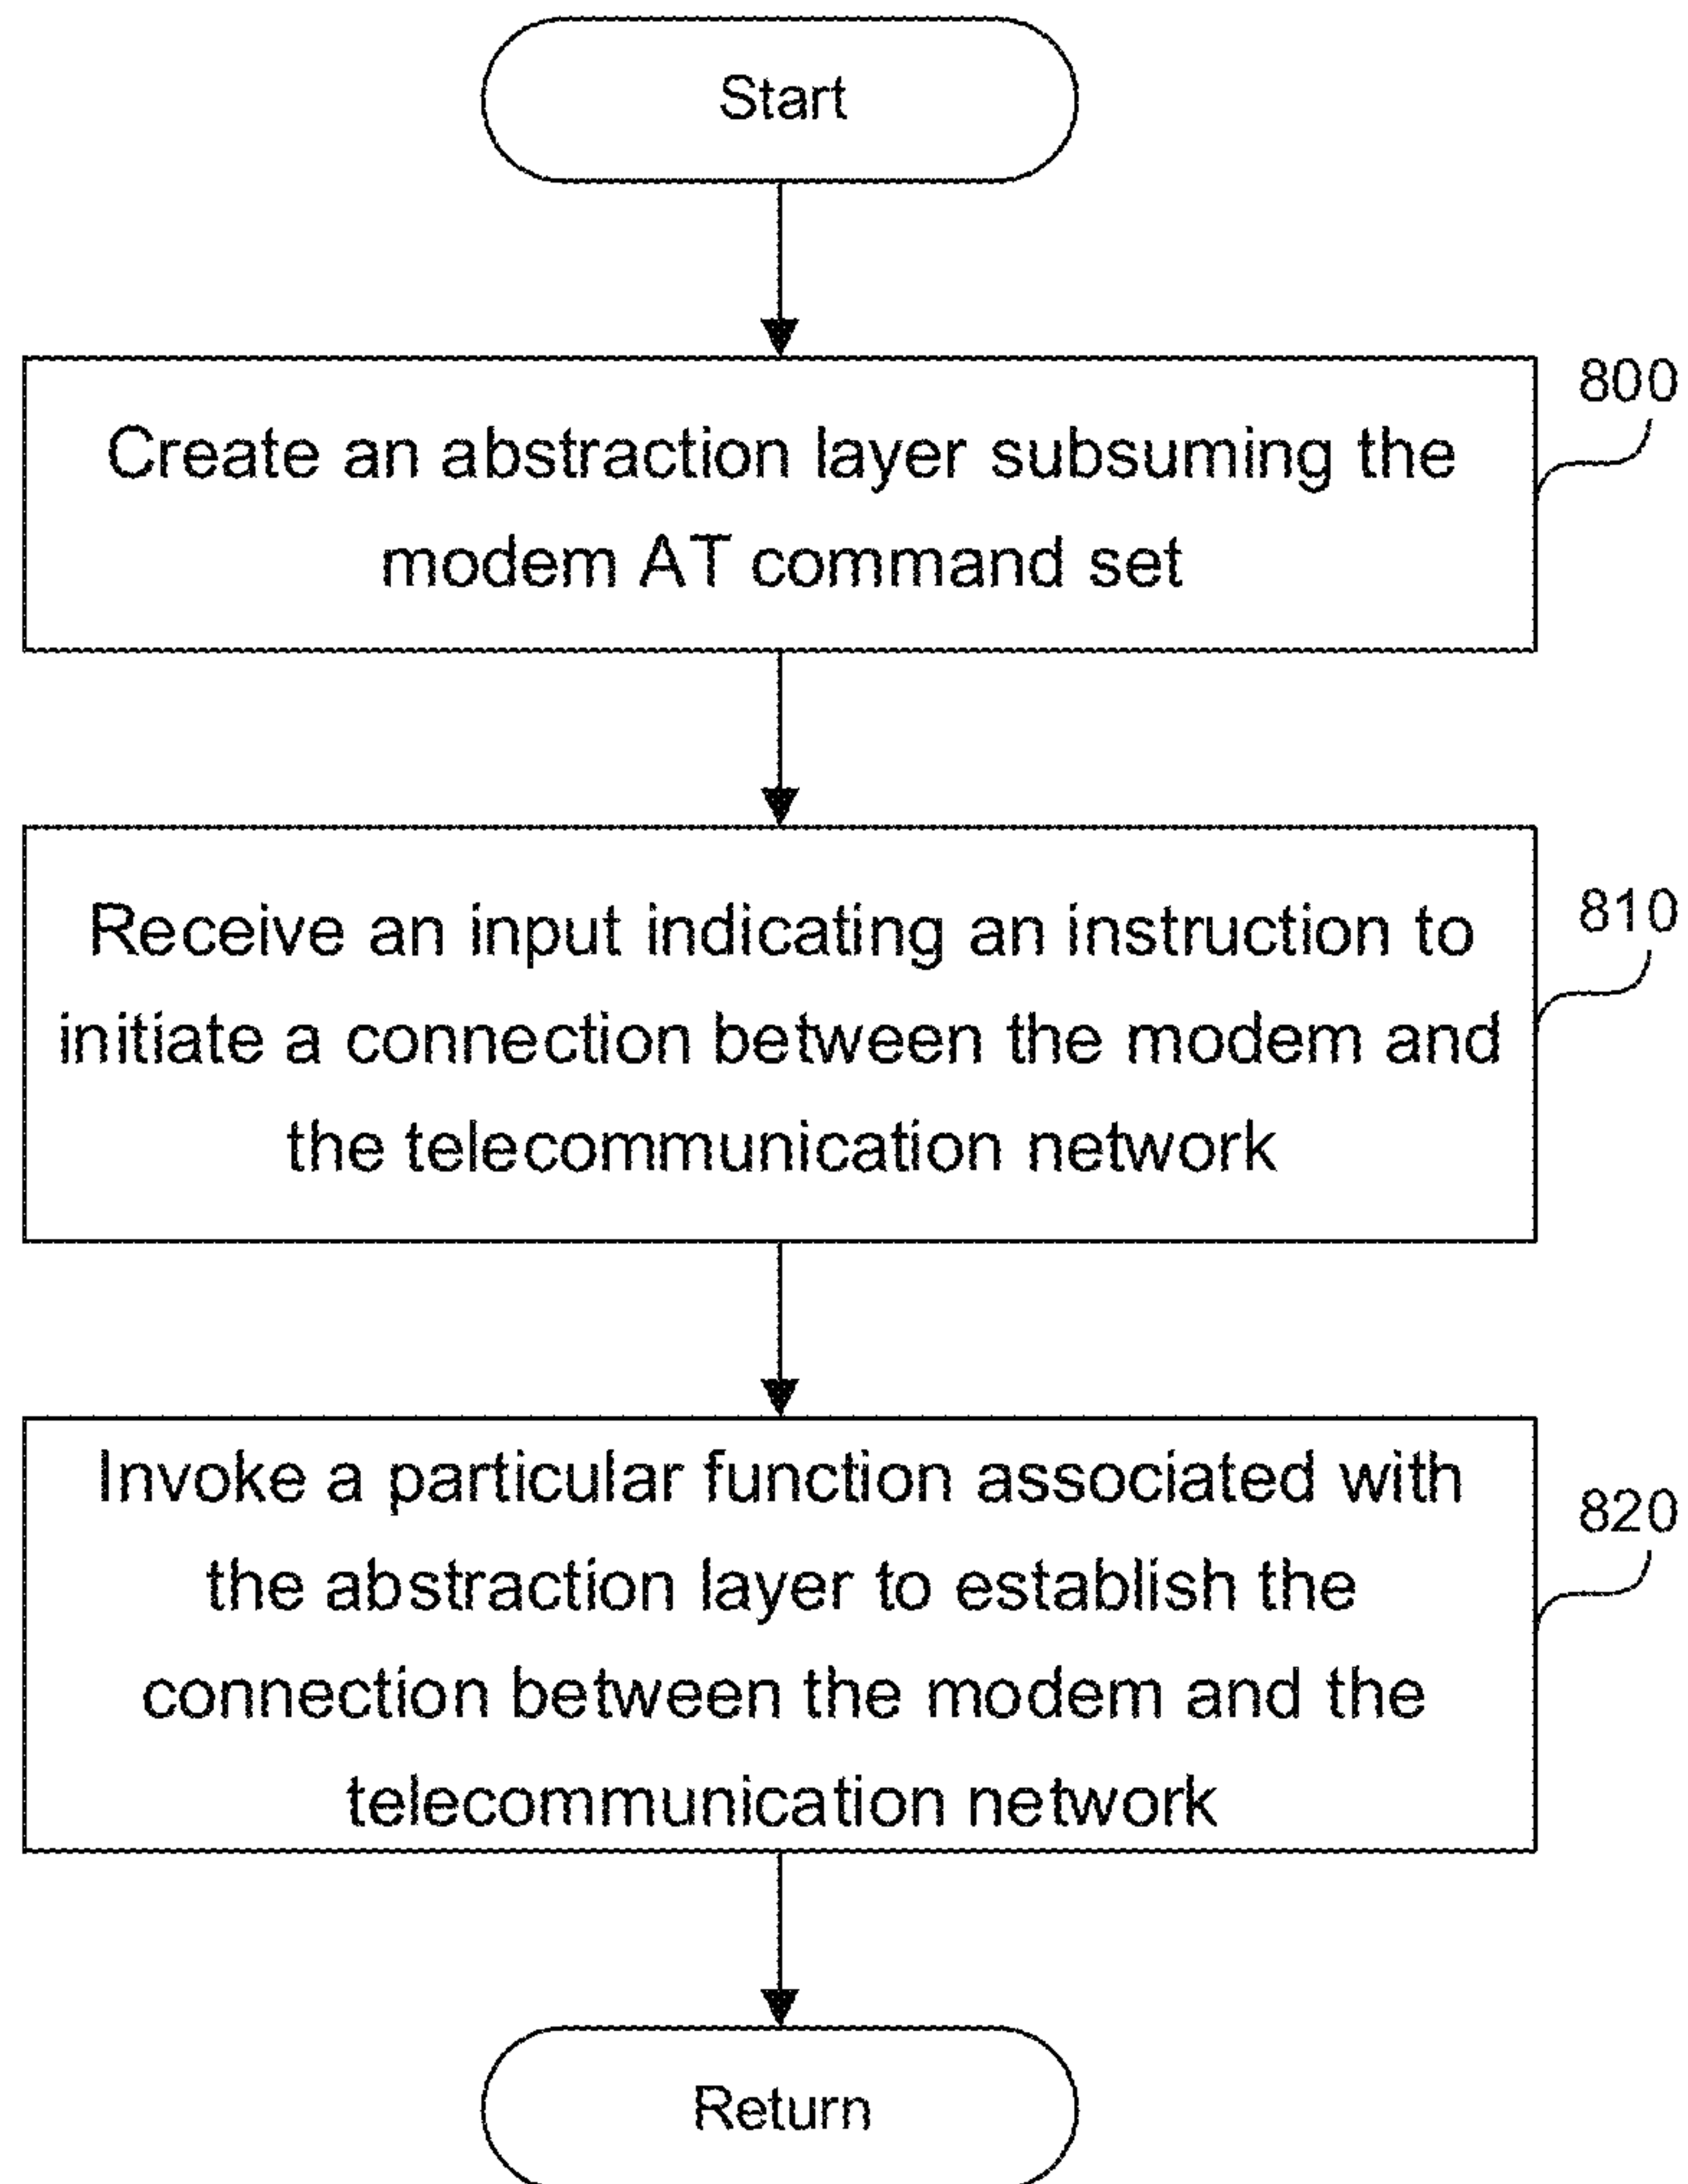 Start
800
Create an abstraction layer subsuming the
modem AT command set
810
Receive an input indicating an instruction to
initiate a connection between the modem and
the telecommunication network
Invoke a particular function associated with
820
the abstraction layer to establish the
connection between the modem and the
telecommunication network
Return